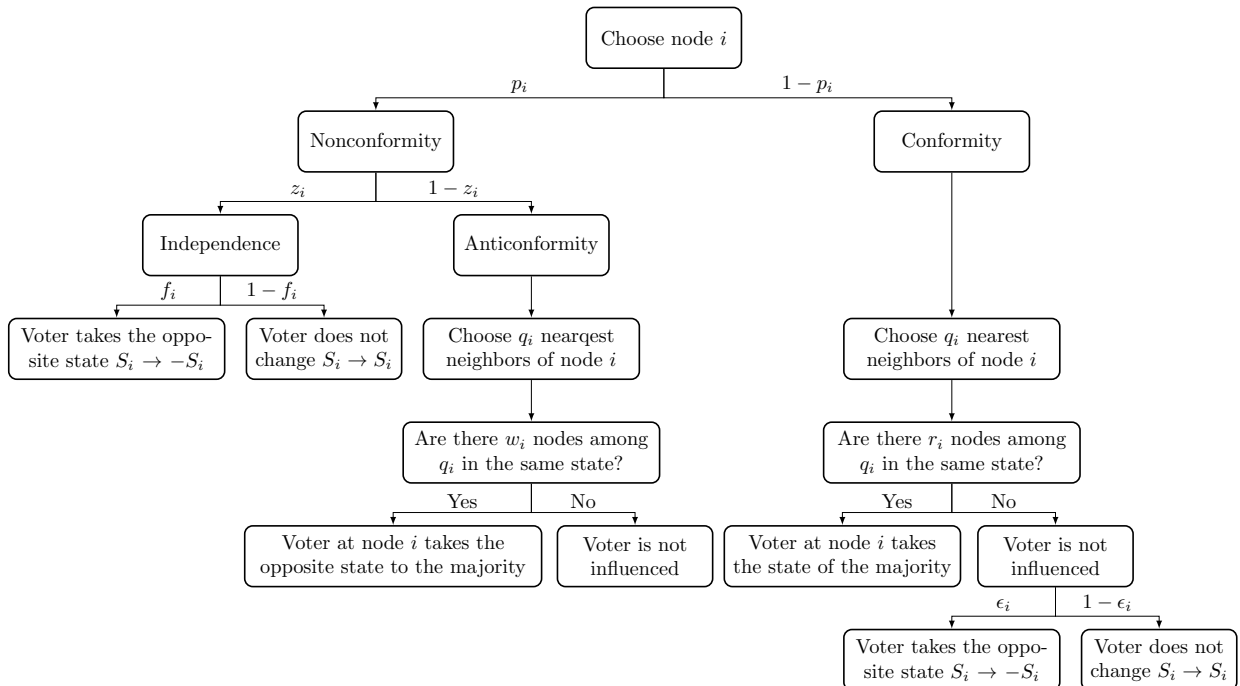 Choose node i
p_i
1 − p_i
Nonconformity
Conformity
z_i
1 − z_i
Independence
Anticonformity
f_i
1 − f_i
Voter takes the oppo-
site state S_i → −S_i
Voter does not
change S_i → S_i
Choose q_i nearqest
neighbors of node i
Choose q_i nearest
neighbors of node i
Are there w_i nodes among
q_i in the same state?
Are there r_i nodes among
q_i in the same state?
Yes
No
Yes
No
Voter at node i takes the
opposite state to the majority
Voter is not
influenced
Voter at node i takes
the state of the majority
Voter is not
influenced
ϵ_i
1 − ϵ_i
Voter takes the oppo-
site state S_i → −S_i
Voter does not
change S_i → S_i